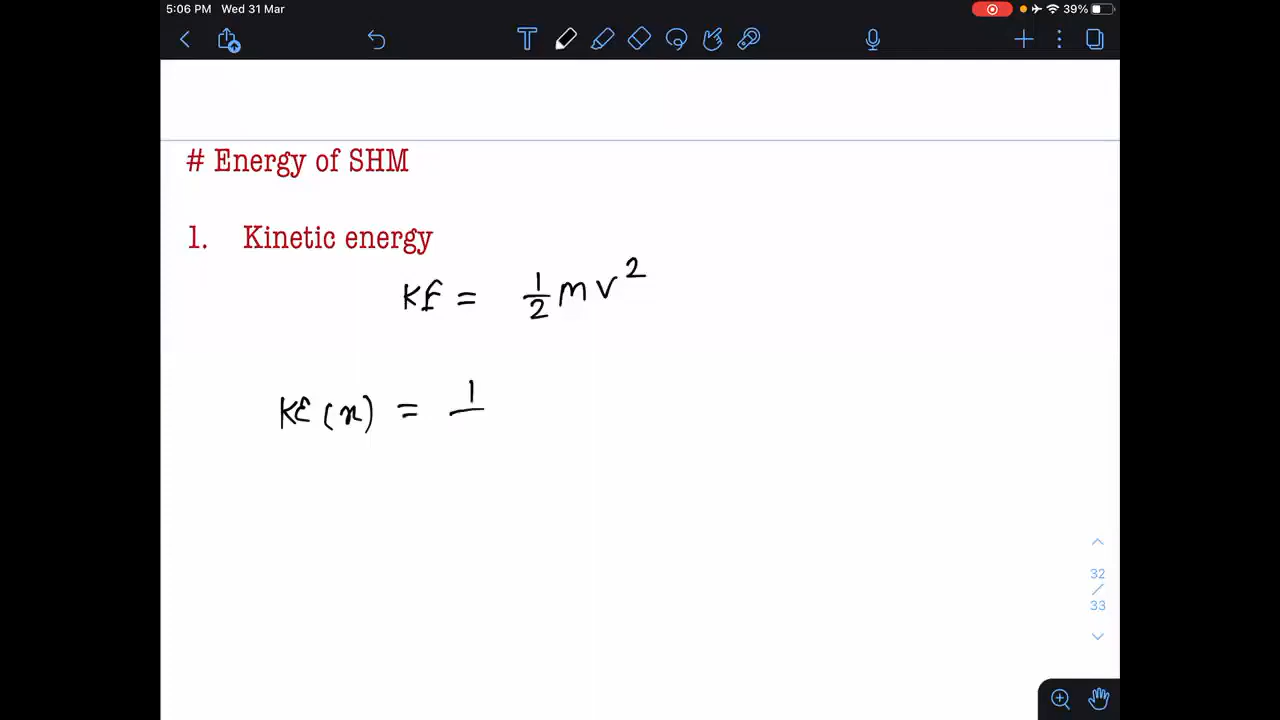 5:06 PM Wed 31 Mar 39%
# Energy of SHM
1. Kinetic energy
KE = 1/2 mv²
KE(x) = 1/
32
/
33